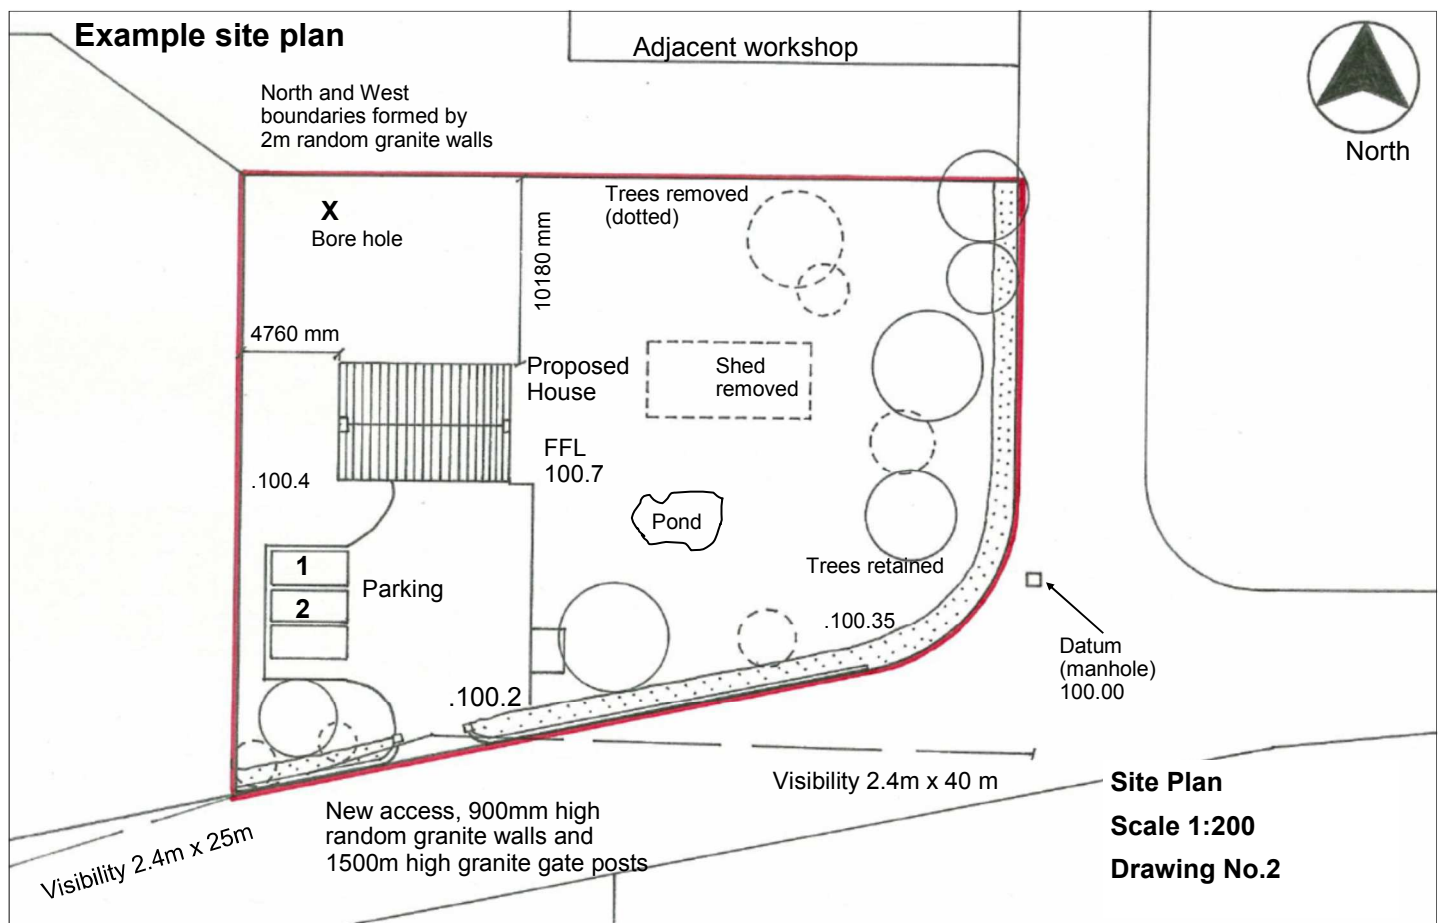 Example site plan
Adjacent workshop
North
North and West
boundaries formed by
2m random granite walls
X
Bore hole
Trees removed
(dotted)
10180 mm
4760 mm
Proposed
House
Shed
removed
FFL
100.7
.100.4
Pond
1
2
Parking
Trees retained
.100.35
Datum
(manhole)
100.00
.100.2
Visibility 2.4m x 40 m
Visibility 2.4m x 25m
New access, 900mm high
random granite walls and
1500m high granite gate posts
Site Plan
Scale 1:200
Drawing No.2